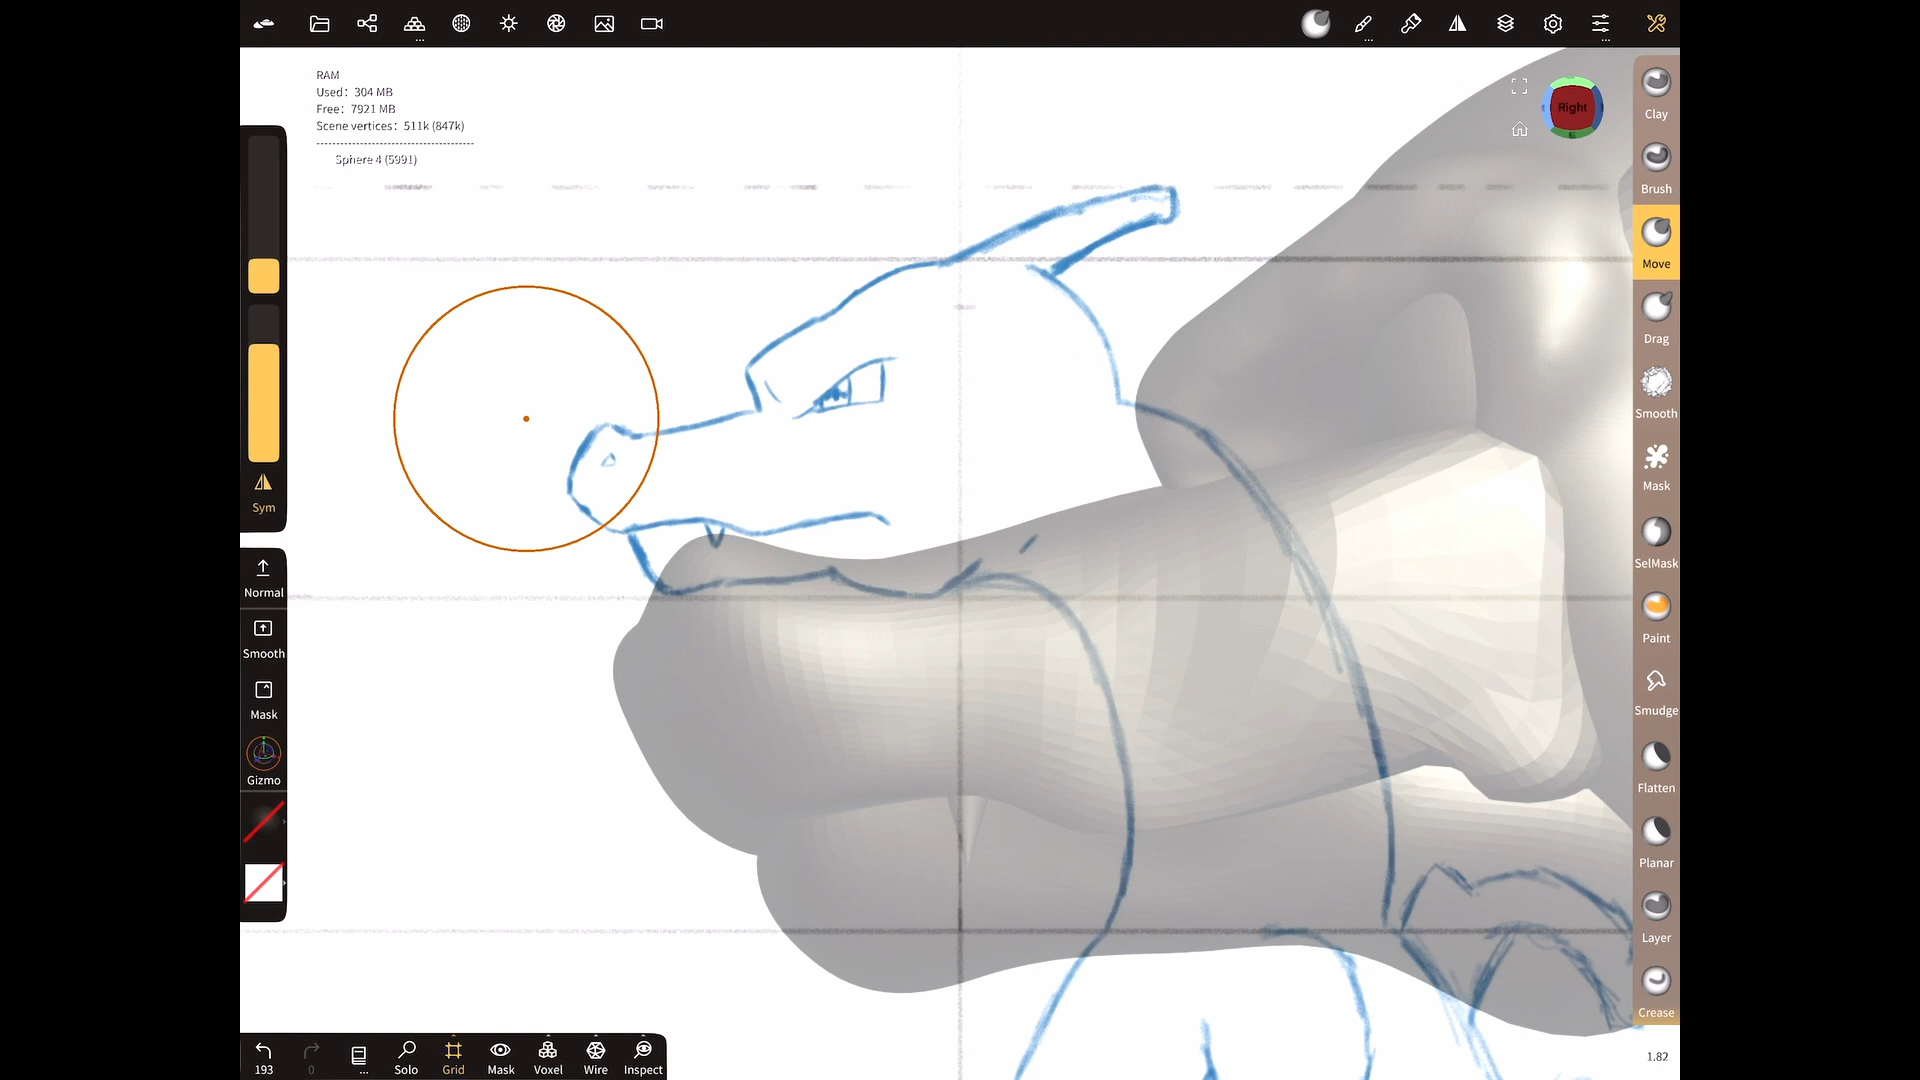 RAM
Used: 304 MB
Free: 7921 MB
Scene vertices: 511k (847k)
Sphere 4 (5991)
Right
Clay
Brush
Move
Drag
Smooth
Mask
SelMask
Paint
Smudge
Flatten
Planar
Layer
Crease
Sym
Normal
Smooth
Mask
Gizmo
193
0
...
Solo
Grid
Mask
Voxel
Wire
Inspect
1.82